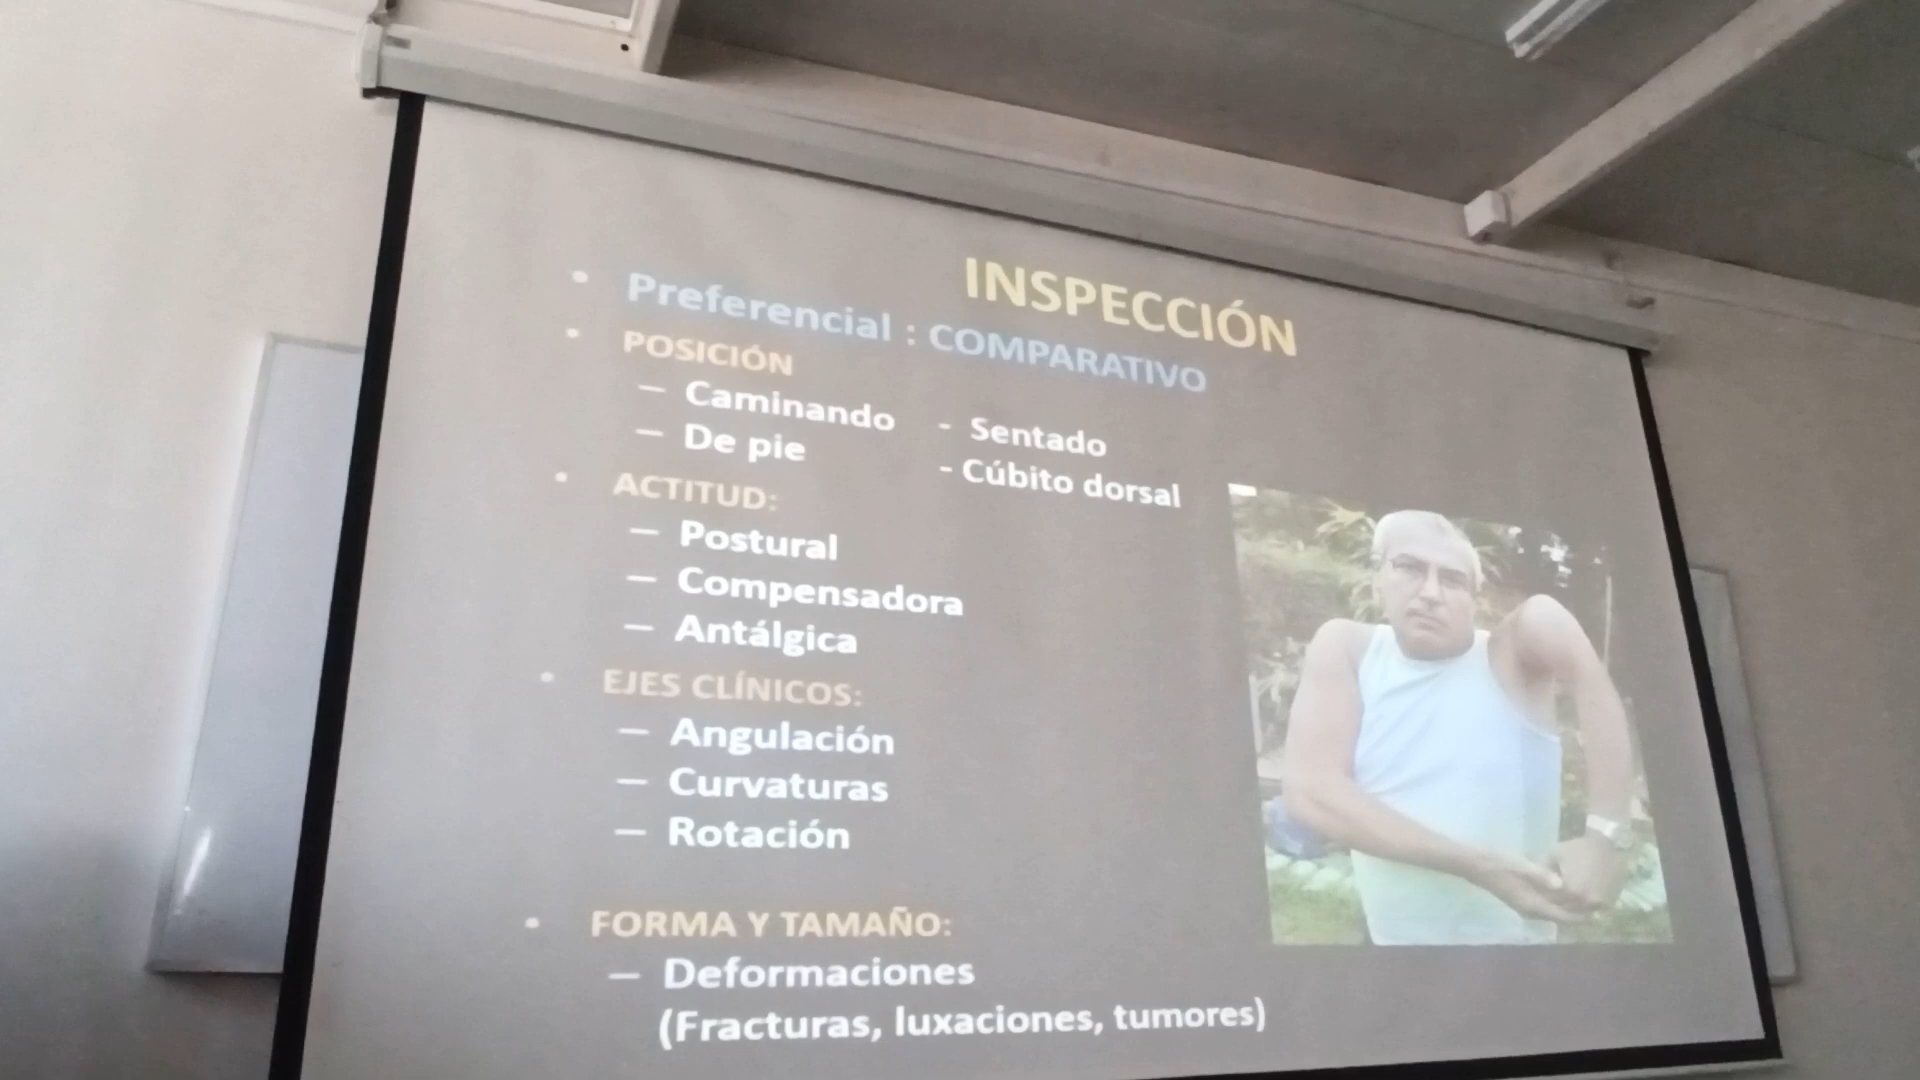 INSPECCIÓN
• Preferencial : COMPARATIVO
• POSICIÓN
– Caminando - Sentado
– De pie - Cúbito dorsal
• ACTITUD:
– Postural
– Compensadora
– Antálgica
• EJES CLÍNICOS:
– Angulación
– Curvaturas
– Rotación
• FORMA Y TAMAÑO:
– Deformaciones
(Fracturas, luxaciones, tumores)